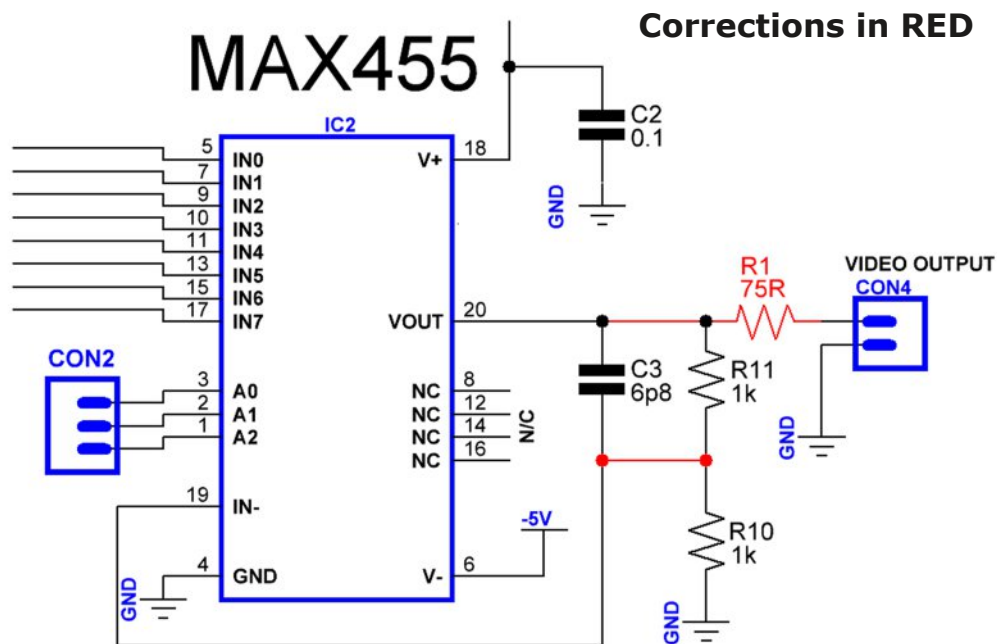 Corrections in RED
MAX455
IC2
C2
0.1
GND
5
7
9
10
11
13
15
17
IN0
IN1
IN2
IN3
IN4
IN5
IN6
IN7
V+
18
VOUT
20
R1
75R
VIDEO OUTPUT
CON4
C3
6p8
R11
1k
GND
CON2
3
2
1
A0
A1
A2
NC
NC
NC
NC
8
12
14
16
N/C
19
IN-
-5V
R10
1k
4
GND
GND
V-
6
GND